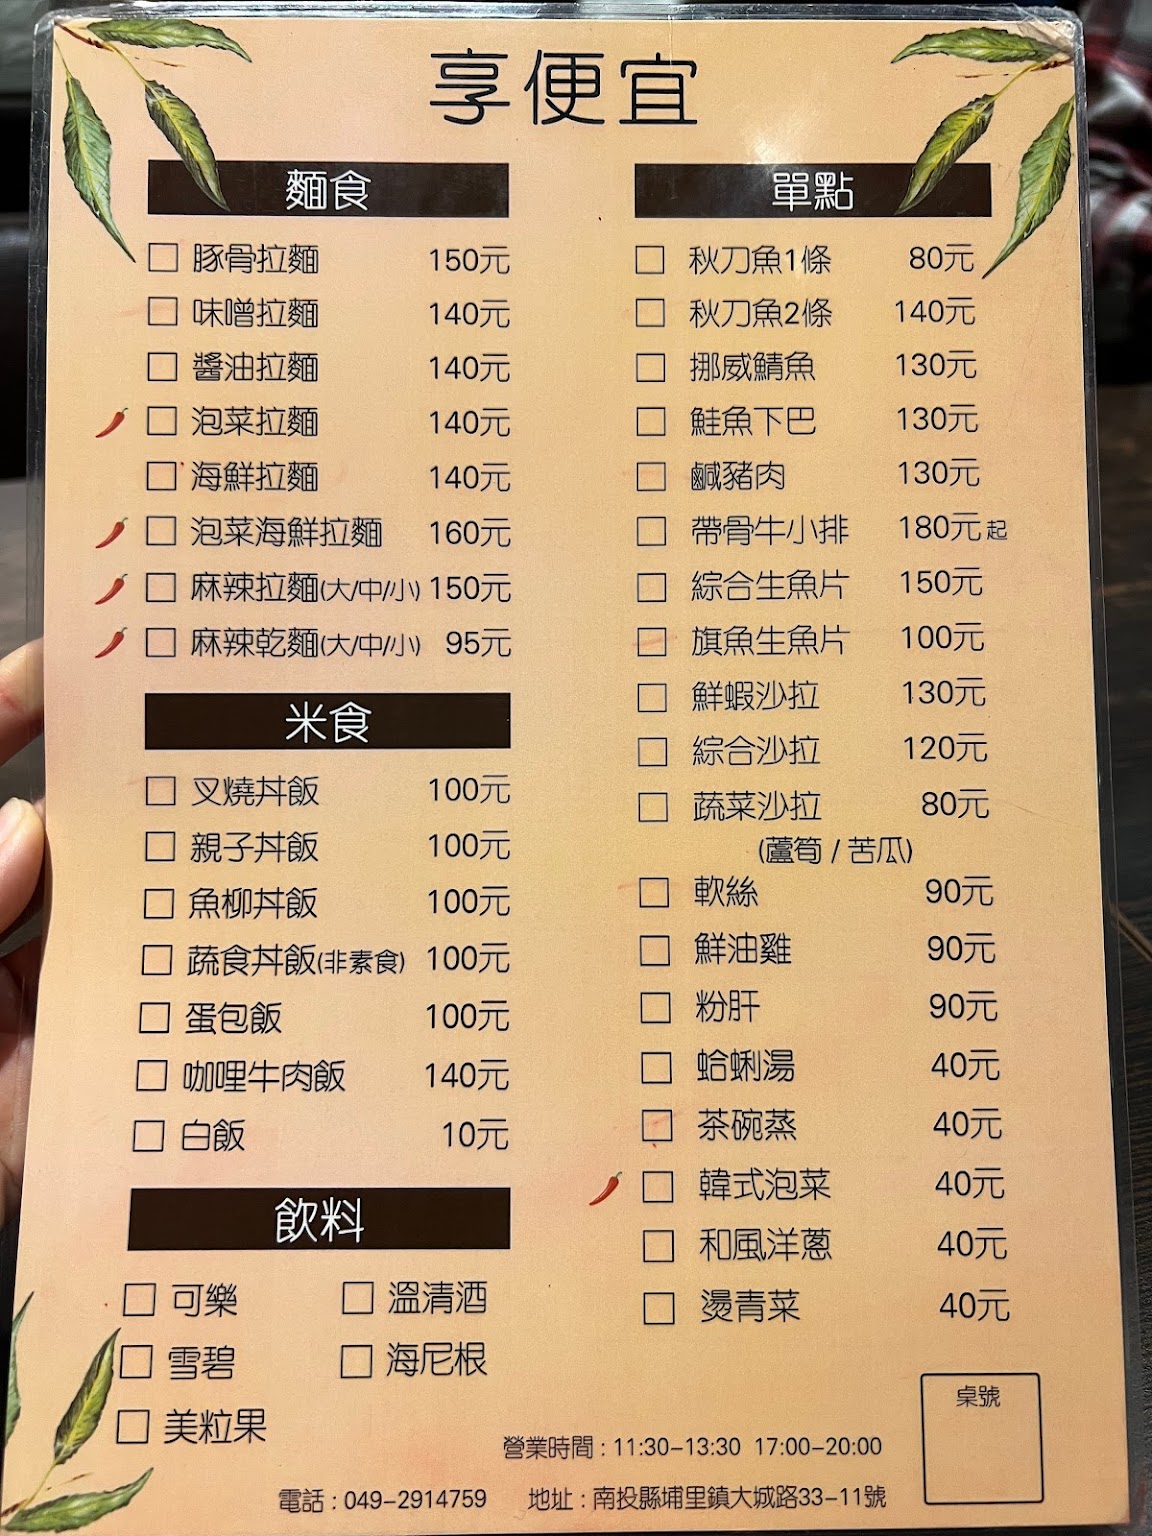 享便宜
麵食
豚骨拉麵 150元
味噌拉麵 140元
醬油拉麵 140元
泡菜拉麵 140元
海鮮拉麵 140元
泡菜海鮮拉麵 160元
麻辣拉麵(大/中/小) 150元
麻辣乾麵(大/中/小) 95元
米食
叉燒丼飯 100元
親子丼飯 100元
魚柳丼飯 100元
蔬食丼飯(非素食) 100元
蛋包飯 100元
咖哩牛肉飯 140元
白飯 10元
飲料
可樂 溫清酒
雪碧 海尼根
美粒果
單點
秋刀魚1條 80元
秋刀魚2條 140元
挪威鯖魚 130元
鮭魚下巴 130元
鹹豬肉 130元
帶骨牛小排 180元起
綜合生魚片 150元
旗魚生魚片 100元
鮮蝦沙拉 130元
綜合沙拉 120元
蔬菜沙拉 80元
(蘆筍 / 苦瓜)
軟絲 90元
鮮油雞 90元
粉肝 90元
蛤蜊湯 40元
茶碗蒸 40元
韓式泡菜 40元
和風洋蔥 40元
燙青菜 40元
桌號
營業時間 : 11:30–13:30 17:00–20:00
電話 : 049–2914759 地址 : 南投縣埔里鎮大城路33–11號